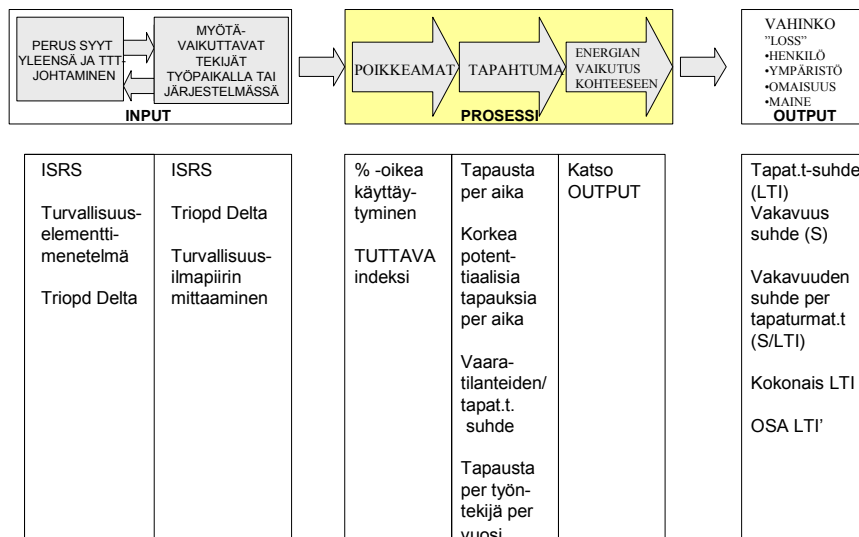 PERUS SYYT
YLEENSÄ JA TTT-
JOHTAMINEN
MYÖTÄ-
VAIKUTTAVAT
TEKIJÄT
TYÖPAIKALLA TAI
JÄRJESTELMÄSSÄ
INPUT
POIKKEAMAT
TAPAHTUMA
ENERGIAN
VAIKUTUS
KOHTEESEEN
PROSESSI
VAHINKO
"LOSS"
•HENKILÖ
•YMPÄRISTÖ
•OMAISUUS
•MAINE
OUTPUT
ISRS
Turvallisuus-
elementti-
menetelmä
Triopd Delta
ISRS
Triopd Delta
Turvallisuus-
ilmapiirin
mittaaminen
% -oikea
käyttäy-
tyminen
TUTTAVA
indeksi
Tapausta
per aika
Korkea
potent-
tiaalisia
tapauksia
per aika
Vaara-
tilanteiden/
tapat.t.
suhde
Tapausta
per työn-
tekijä per
vuosi
Katso
OUTPUT
Tapat.t-suhde
(LTI)
Vakavuus
suhde (S)
Vakavuuden
suhde per
tapaturmat.t
(S/LTI)
Kokonais LTI
OSA LTI'